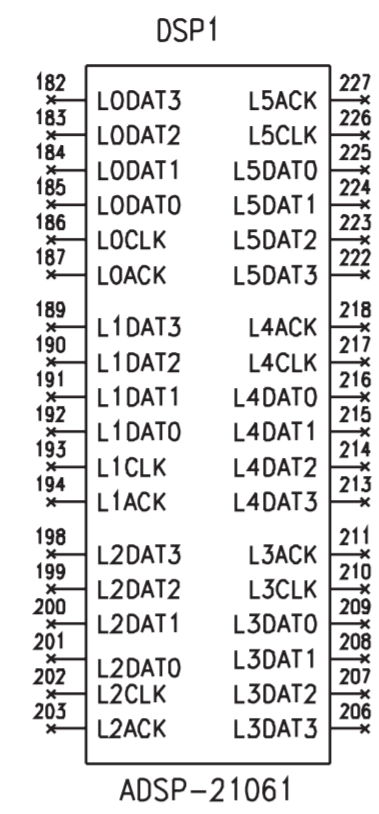 DSP1
182 L0DAT3 L5ACK 227
183 L0DAT2 L5CLK 226
184 L0DAT1 L5DAT0 225
185 L0DAT0 L5DAT1 224
186 L0CLK L5DAT2 223
187 L0ACK L5DAT3 222
189 L1DAT3 L4ACK 218
190 L1DAT2 L4CLK 217
191 L1DAT1 L4DAT0 216
192 L1DAT0 L4DAT1 215
193 L1CLK L4DAT2 214
194 L1ACK L4DAT3 213
198 L2DAT3 L3ACK 211
199 L2DAT2 L3CLK 210
200 L2DAT1 L3DAT0 209
201 L2DAT0 L3DAT1 208
202 L2CLK L3DAT2 207
203 L2ACK L3DAT3 206
ADSP-21061